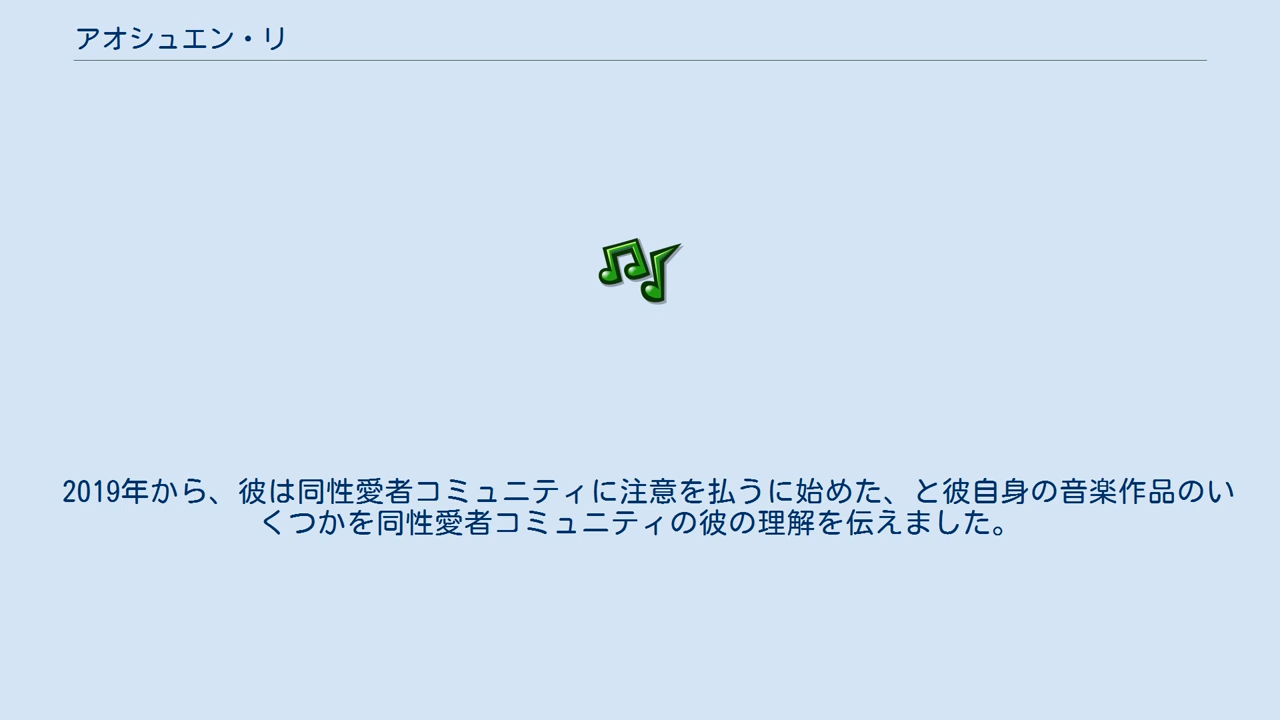 アオシュエン・リ
2019年から、彼は同性愛者コミュニティに注意を払うに始めた、と彼自身の音楽作品のい
くつかを同性愛者コミュニティの彼の理解を伝えました。